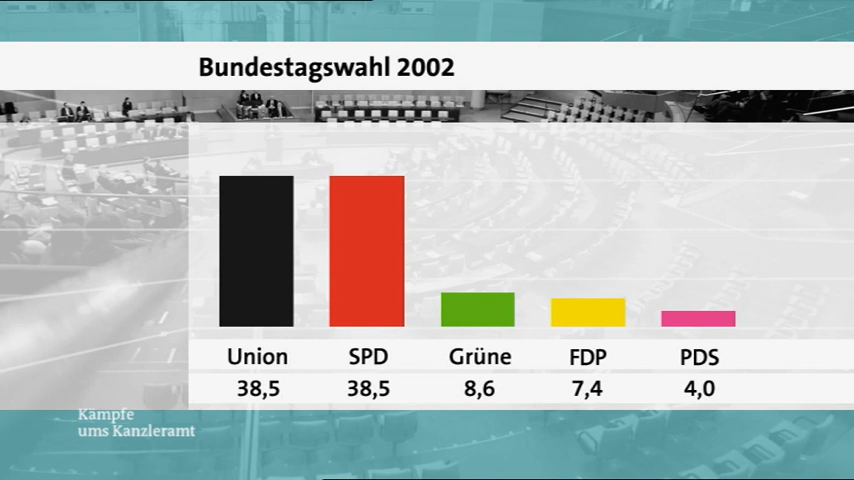 Bundestagswahl 2002
Union SPD Grüne FDP PDS
38,5 38,5 8,6 7,4 4,0
Kämpfe
ums Kanzleramt